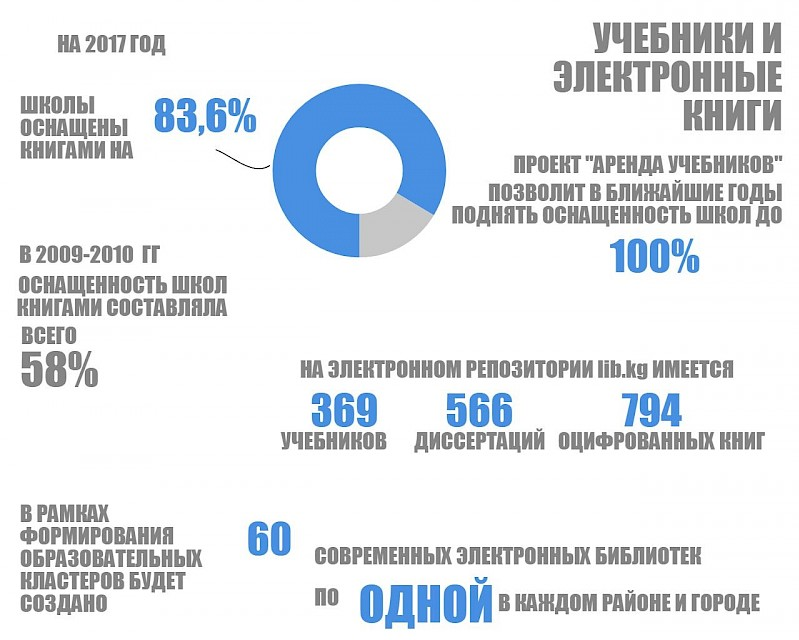 УЧЕБНИКИ И
ЭЛЕКТРОННЫЕ
КНИГИ
НА 2017 ГОД
ШКОЛЫ
ОСНАЩЕНЫ
КНИГАМИ НА
83,6%
ПРОЕКТ "АРЕНДА УЧЕБНИКОВ"
ПОЗВОЛИТ В БЛИЖАЙШИЕ ГОДЫ
ПОДНЯТЬ ОСНАЩЕННОСТЬ ШКОЛ ДО
100%
В 2009-2010 ГГ
ОСНАЩЕННОСТЬ ШКОЛ
КНИГАМИ СОСТАВЛЯЛА
ВСЕГО
58%
НА ЭЛЕКТРОННОМ РЕПОЗИТОРИИ lib.kg ИМЕЕТСЯ
369 566 794
УЧЕБНИКОВ ДИССЕРТАЦИЙ ОЦИФРОВАННЫХ КНИГ
В РАМКАХ
ФОРМИРОВАНИЯ
ОБРАЗОВАТЕЛЬНЫХ
КЛАСТЕРОВ БУДЕТ
СОЗДАНО
60
СОВРЕМЕННЫХ ЭЛЕКТРОННЫХ БИБЛИОТЕК
ПО ОДНОЙ В КАЖДОМ РАЙОНЕ И ГОРОДЕ